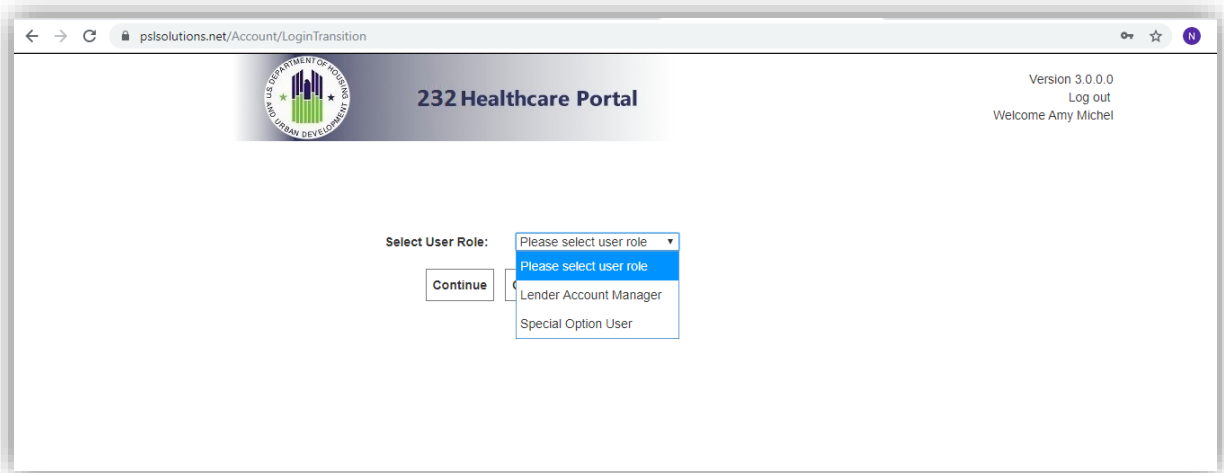 pslsolutions.net/Account/LoginTransition
N
U.S. DEPARTMENT OF HOUSING
AND URBAN DEVELOPMENT
232 Healthcare Portal
Version 3.0.0.0
Log out
Welcome Amy Michel
Select User Role:
Please select user role
Please select user role
Continue
Lender Account Manager
Special Option User